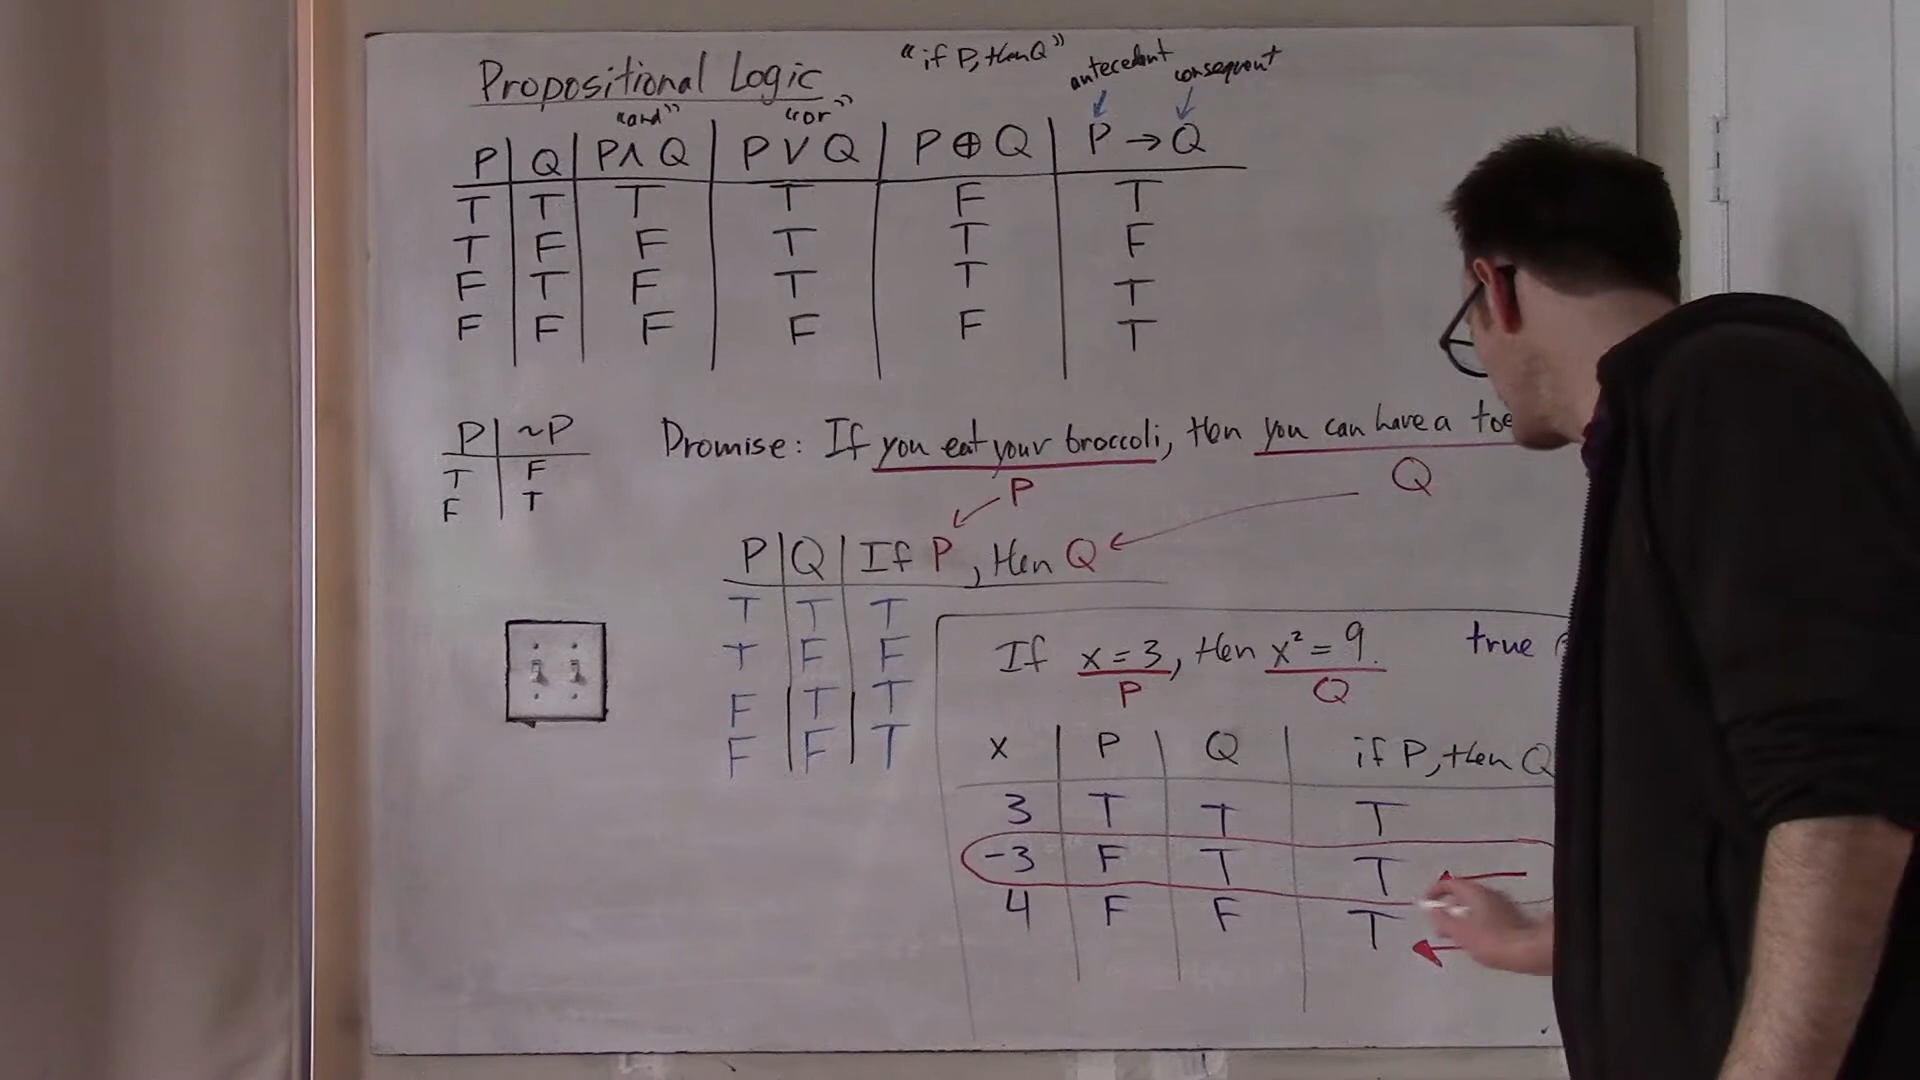 Propositional Logic
"if P, then Q"
antecedent
consequent
"and"
"or"
P Q P∧Q P∨Q P⊕Q P→Q
T T T T F T
T F F T T F
F T F T T T
F F F F F T
P ~P
T F
F T
Promise: If you eat your broccoli, then you can have a
P Q
P Q If P, then Q
T T T
T F F
F T T
F F T
If x=3, then x²=9. true
P Q
x P Q if P, then Q
3 T T T
-3 F T T
4 F F T